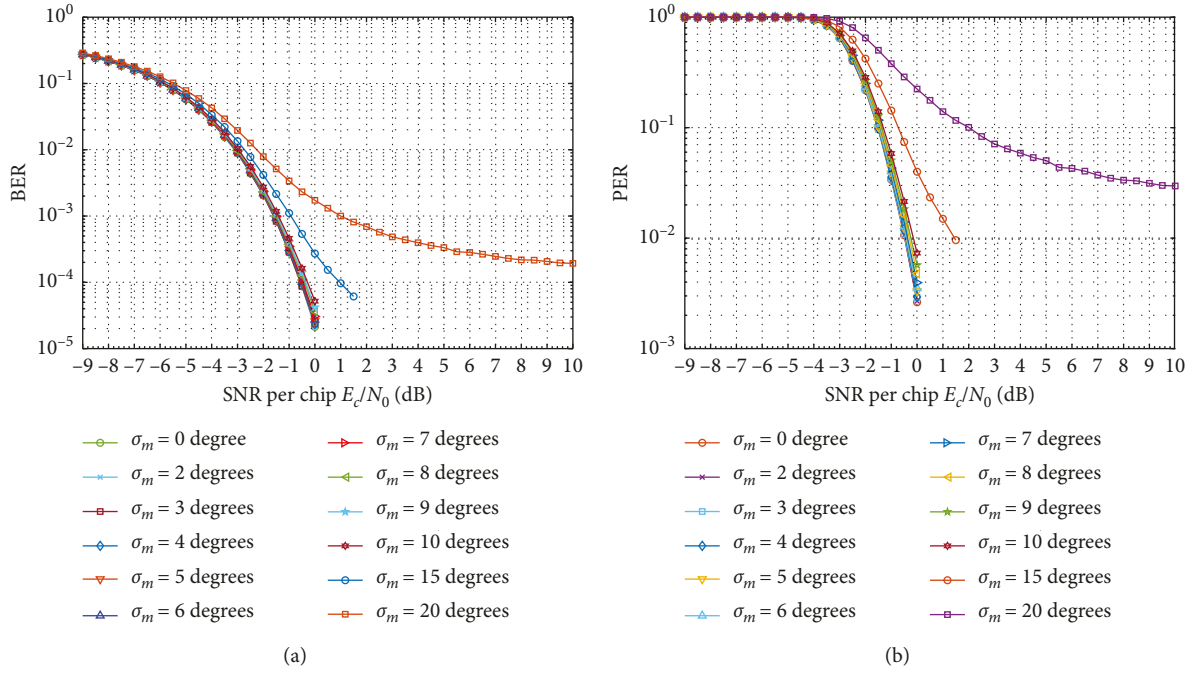 10⁰
10⁻¹
10⁻²
10⁻³
10⁻⁴
10⁻⁵
BER
–9 –8 –7 –6 –5 –4 –3 –2 –1 0 1 2 3 4 5 6 7 8 9 10
SNR per chip E_c/N_0 (dB)
σ_m = 0 degree
σ_m = 2 degrees
σ_m = 3 degrees
σ_m = 4 degrees
σ_m = 5 degrees
σ_m = 6 degrees
σ_m = 7 degrees
σ_m = 8 degrees
σ_m = 9 degrees
σ_m = 10 degrees
σ_m = 15 degrees
σ_m = 20 degrees
(a)
10⁰
10⁻¹
10⁻²
10⁻³
PER
–9 –8 –7 –6 –5 –4 –3 –2 –1 0 1 2 3 4 5 6 7 8 9 10
SNR per chip E_c/N_0 (dB)
σ_m = 0 degree
σ_m = 2 degrees
σ_m = 3 degrees
σ_m = 4 degrees
σ_m = 5 degrees
σ_m = 6 degrees
σ_m = 7 degrees
σ_m = 8 degrees
σ_m = 9 degrees
σ_m = 10 degrees
σ_m = 15 degrees
σ_m = 20 degrees
(b)